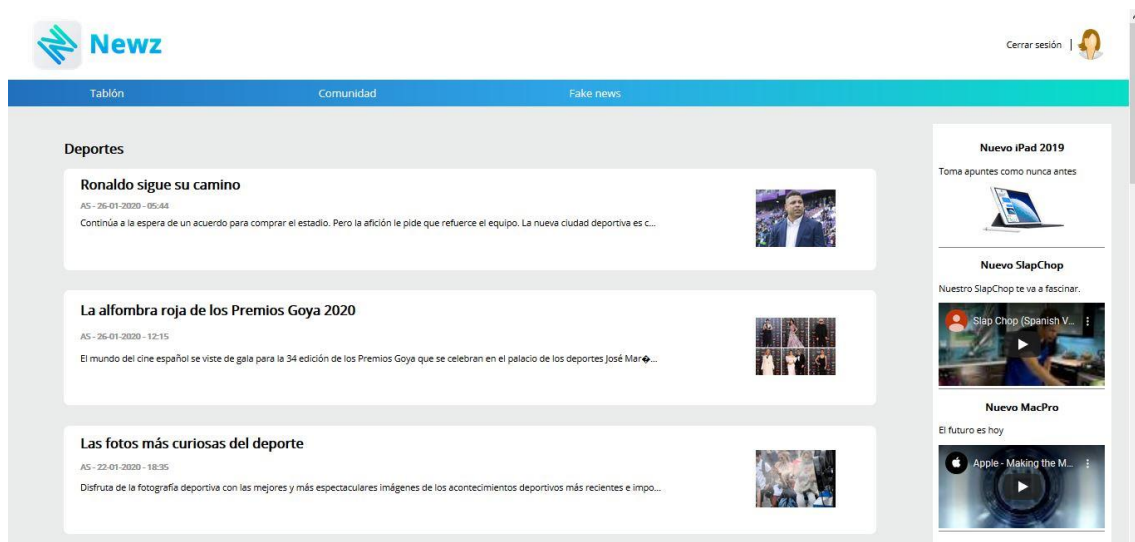 Newz
Cerrar sesión |
Tablón Comunidad Fake news
Deportes
Ronaldo sigue su camino
AS - 26-01-2020 - 05:44
Continúa a la espera de un acuerdo para comprar el estadio. Pero la afición le pide que refuerce el equipo. La nueva ciudad deportiva es c...
La alfombra roja de los Premios Goya 2020
AS - 26-01-2020 - 12:15
El mundo del cine español se viste de gala para la 34 edición de los Premios Goya que se celebran en el palacio de los deportes José Mar�...
Las fotos más curiosas del deporte
AS - 22-01-2020 - 18:35
Disfruta de la fotografía deportiva con las mejores y más espectaculares imágenes de los acontecimientos deportivos más recientes e impo...
Nuevo iPad 2019
Toma apuntes como nunca antes
Nuevo SlapChop
Nuestro SlapChop te va a fascinar.
Slap Chop (Spanish V...
Nuevo MacPro
El futuro es hoy
Apple - Making the M...